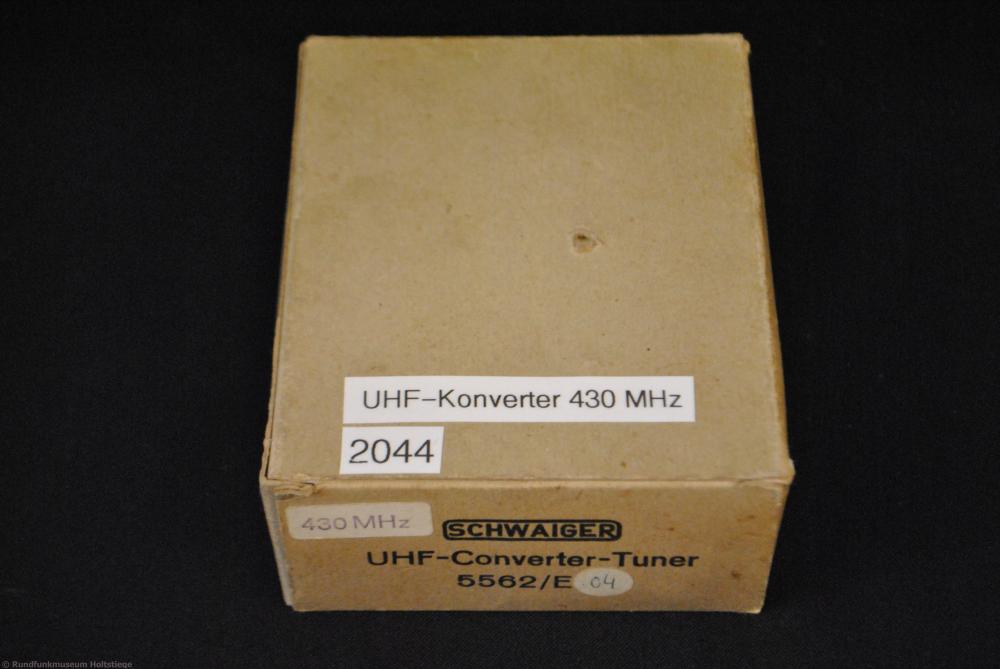 UHF-Konverter 430 MHz
2044
430 MHz
SCHWAIGER
UHF-Converter-Tuner
5562/E 04
© Rundfunkmuseum Holtstiege